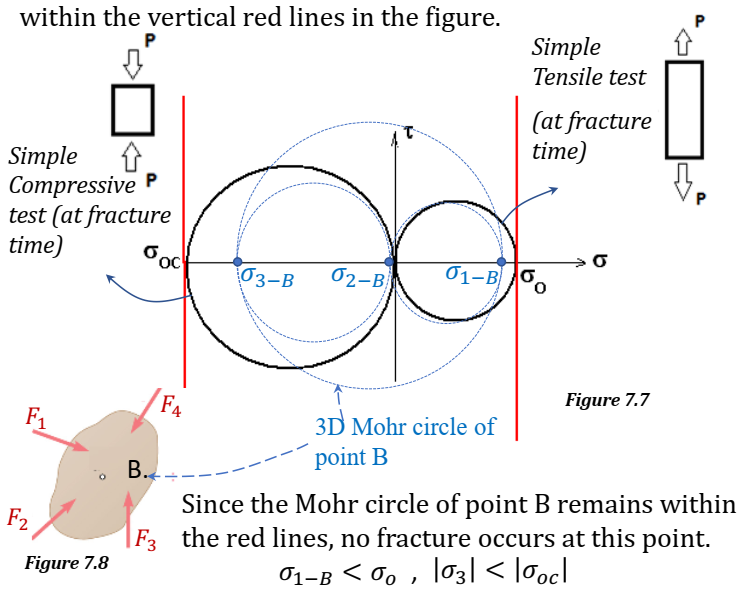 within the vertical red lines in the figure.
P
P
Simple
Tensile test
(at fracture
time)
P
P
τ
Simple
Compressive
test (at fracture
time)
σoc
σ3−B
σ2−B
σ1−B
σo
σ
Figure 7.7
3D Mohr circle of
point B
F1
F4
B.
F2
F3
Figure 7.8
Since the Mohr circle of point B remains within
the red lines, no fracture occurs at this point.
σ1−B < σo , |σ3| < |σoc|